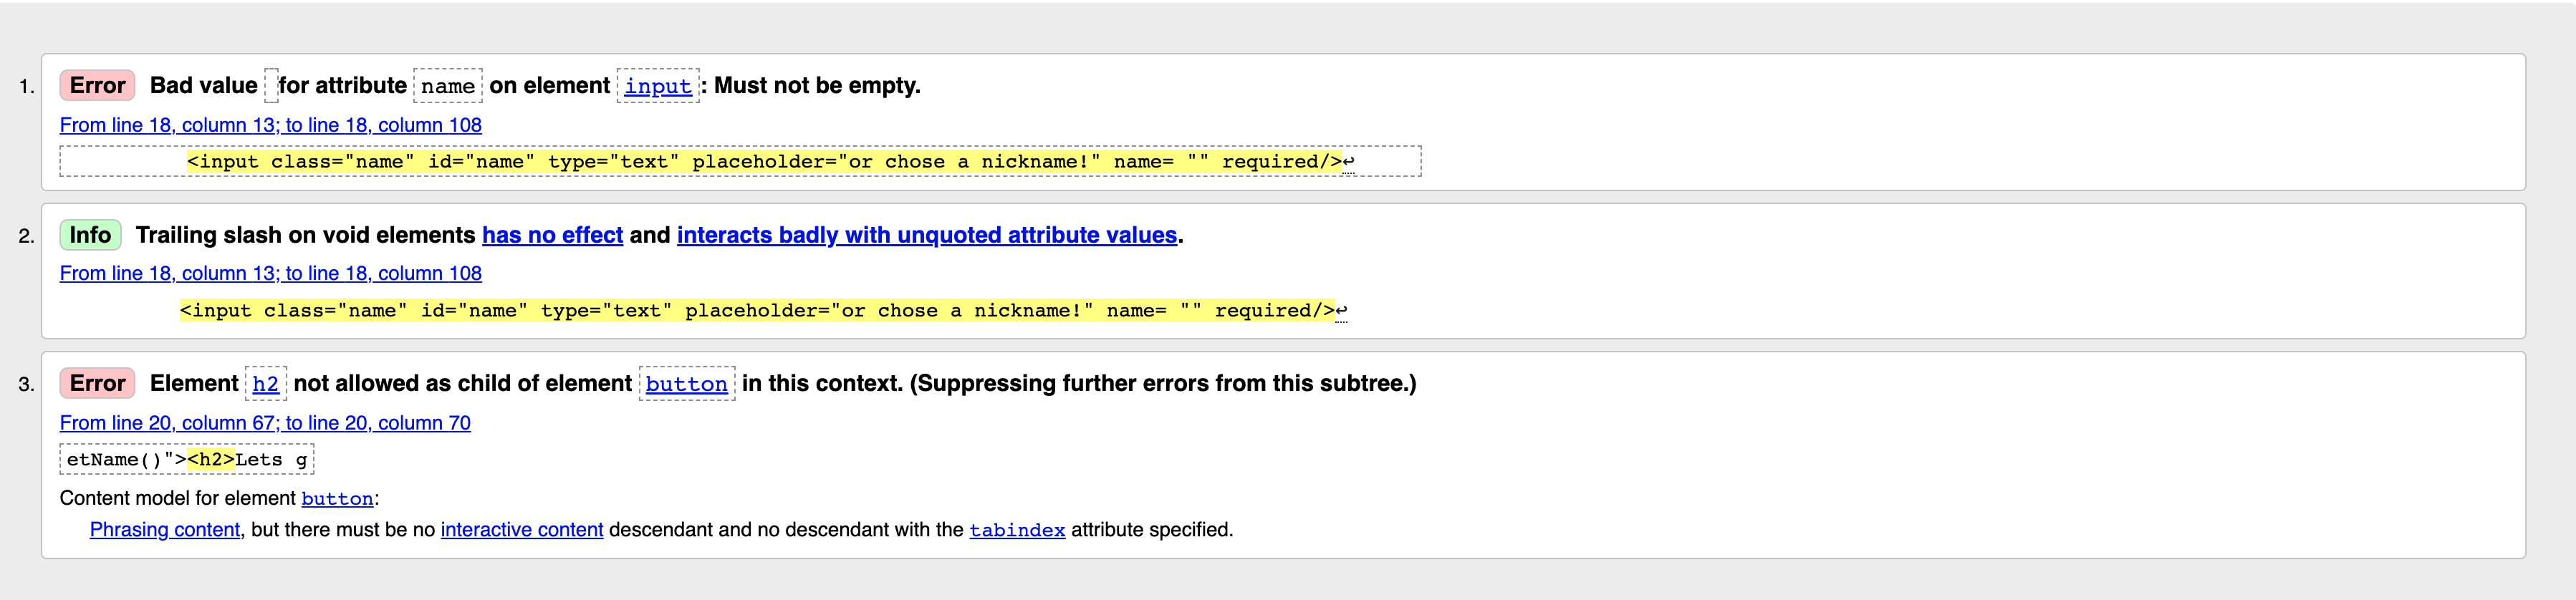 1. Error Bad value for attribute name on element input: Must not be empty.
From line 18, column 13; to line 18, column 108
<input class="name" id="name" type="text" placeholder="or chose a nickname!" name= "" required/>↩
2. Info Trailing slash on void elements has no effect and interacts badly with unquoted attribute values.
From line 18, column 13; to line 18, column 108
<input class="name" id="name" type="text" placeholder="or chose a nickname!" name= "" required/>↩
3. Error Element h2 not allowed as child of element button in this context. (Suppressing further errors from this subtree.)
From line 20, column 67; to line 20, column 70
etName()"><h2>Lets g
Content model for element button:
Phrasing content, but there must be no interactive content descendant and no descendant with the tabindex attribute specified.